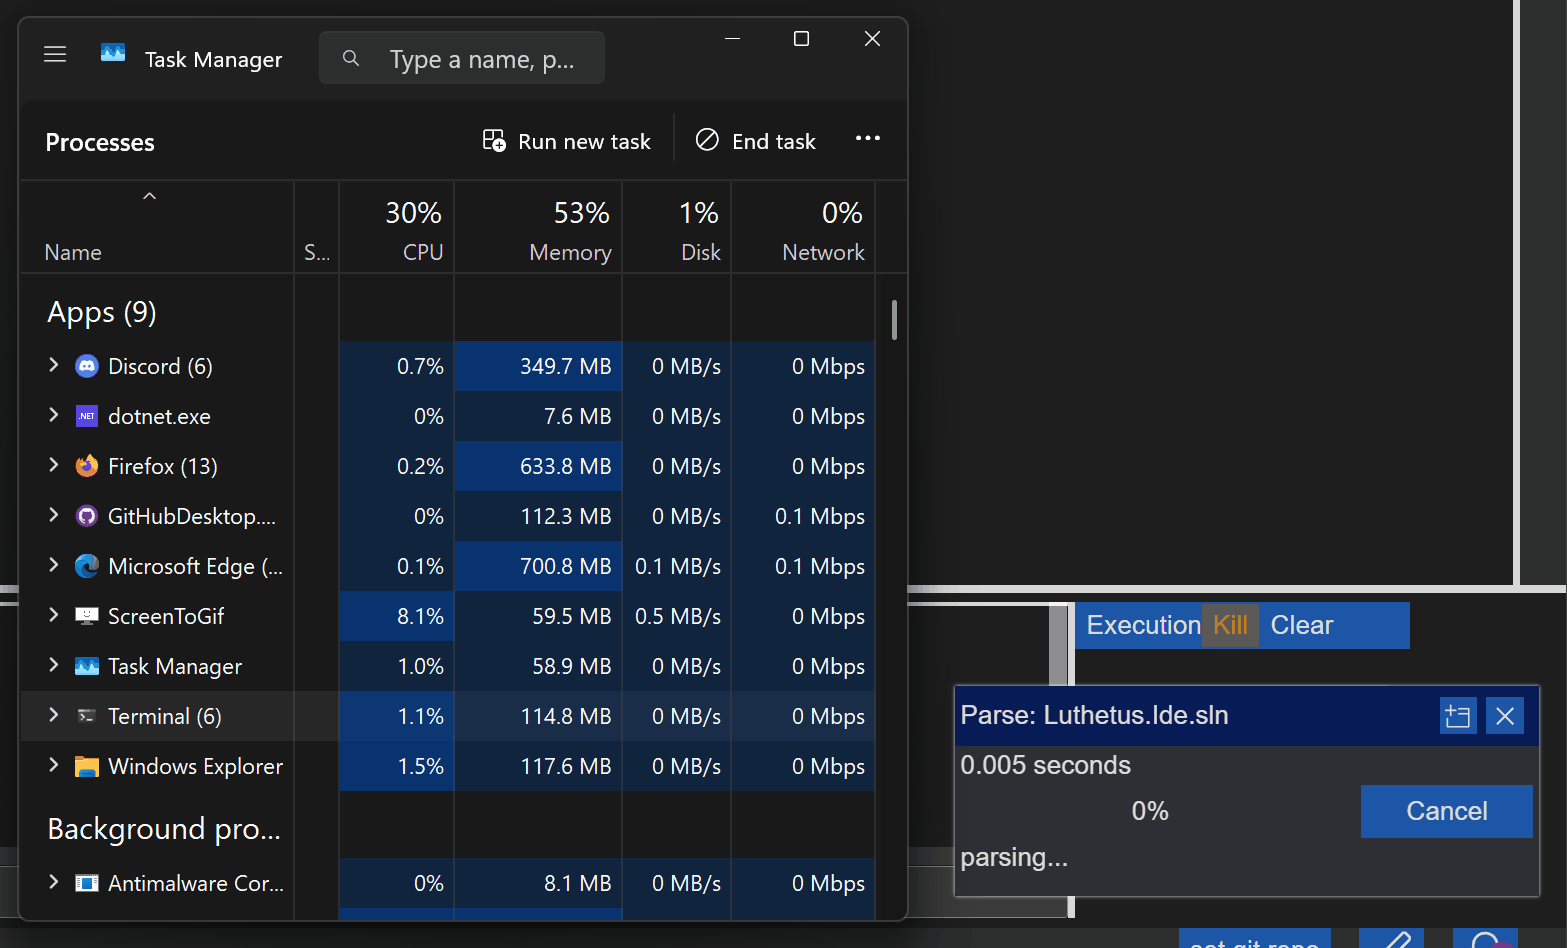 Task Manager
Type a name, p...
Processes
Run new task
End task
30% 53% 1% 0%
Name S... CPU Memory Disk Network
Apps (9)
Discord (6) 0.7% 349.7 MB 0 MB/s 0 Mbps
.NET dotnet.exe 0% 7.6 MB 0 MB/s 0 Mbps
Firefox (13) 0.2% 633.8 MB 0 MB/s 0 Mbps
GitHubDesktop.... 0% 112.3 MB 0 MB/s 0.1 Mbps
Microsoft Edge (... 0.1% 700.8 MB 0.1 MB/s 0.1 Mbps
ScreenToGif 8.1% 59.5 MB 0.5 MB/s 0 Mbps
Task Manager 1.0% 58.9 MB 0 MB/s 0 Mbps
Terminal (6) 1.1% 114.8 MB 0 MB/s 0 Mbps
Windows Explorer 1.5% 117.6 MB 0 MB/s 0 Mbps
Background pro...
Antimalware Cor... 0% 8.1 MB 0 MB/s 0 Mbps
Execution Kill Clear
Parse: Luthetus.Ide.sln
0.005 seconds
0%
Cancel
parsing...
set git repo